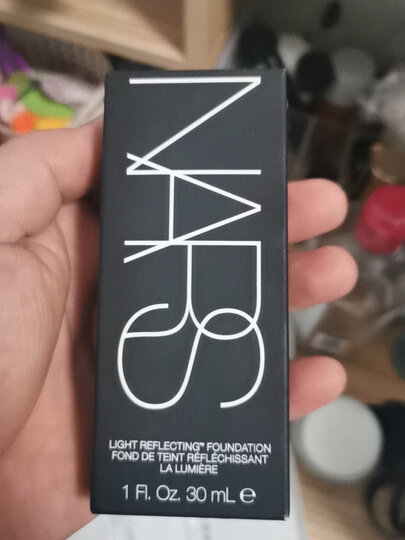 NARS
LIGHT REFLECTING™ FOUNDATION
FOND DE TEINT RÉFLÉCHISSANT
LA LUMIÈRE
1 Fl. Oz. 30 mL ℮